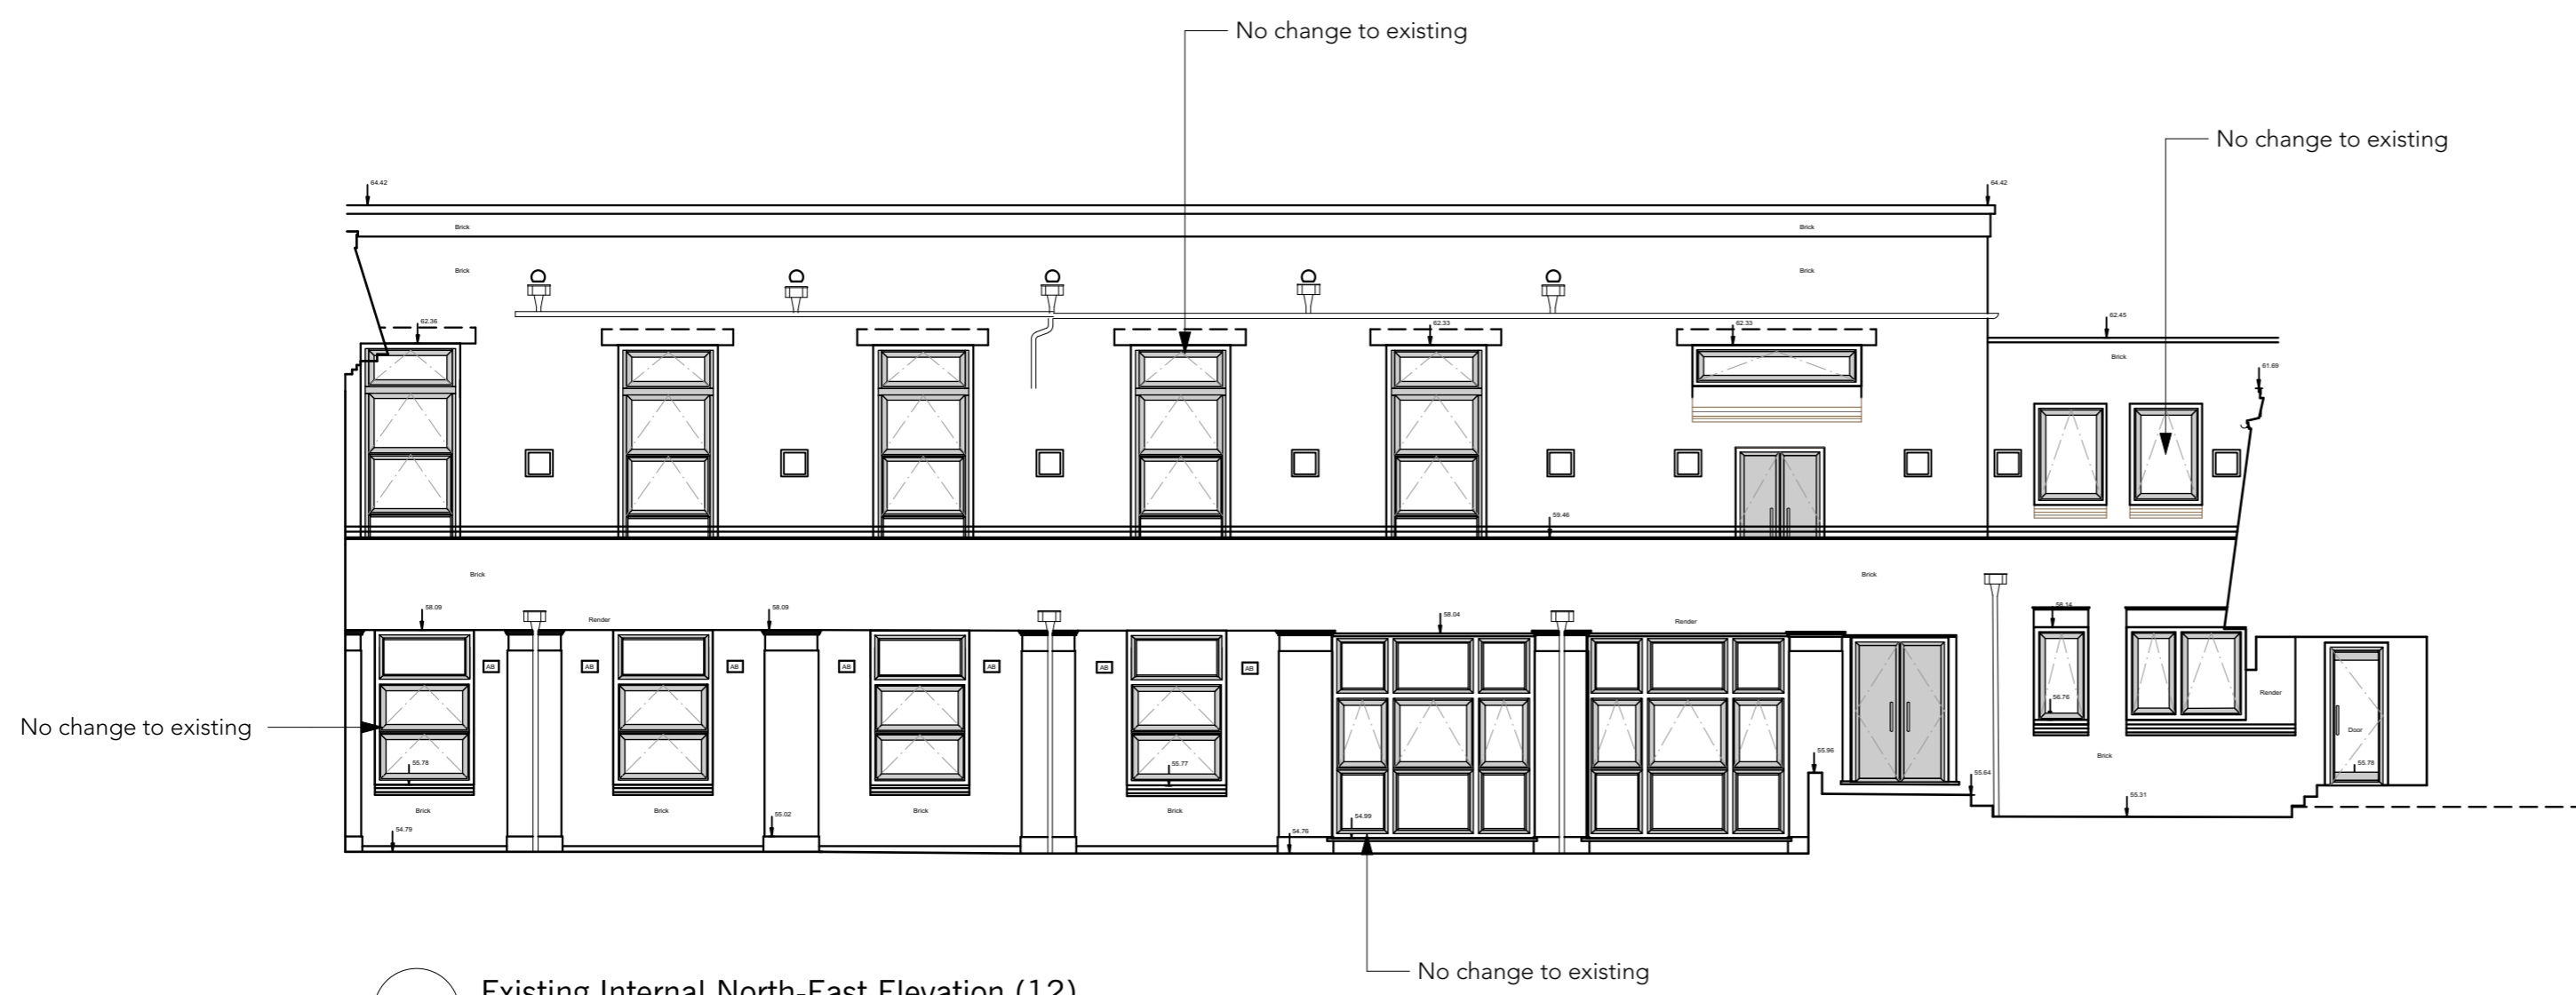 No change to existing
No change to existing
64.42
64.42
Brick
Brick
Brick
Brick
62.45
62.36
62.33
62.33
Brick
61.69
59.46
Brick
Brick
58.09
58.09
58.04
58.14
Render
Render
AB
AB
AB
AB
AB
AB
AB
Render
56.76
No change to existing
Door
55.96
Brick
55.78
55.77
55.64
55.78
55.31
Brick
Brick
Brick
Brick
55.02
54.99
54.79
54.76
No change to existing
Existing Internal North-East Elevation (12)